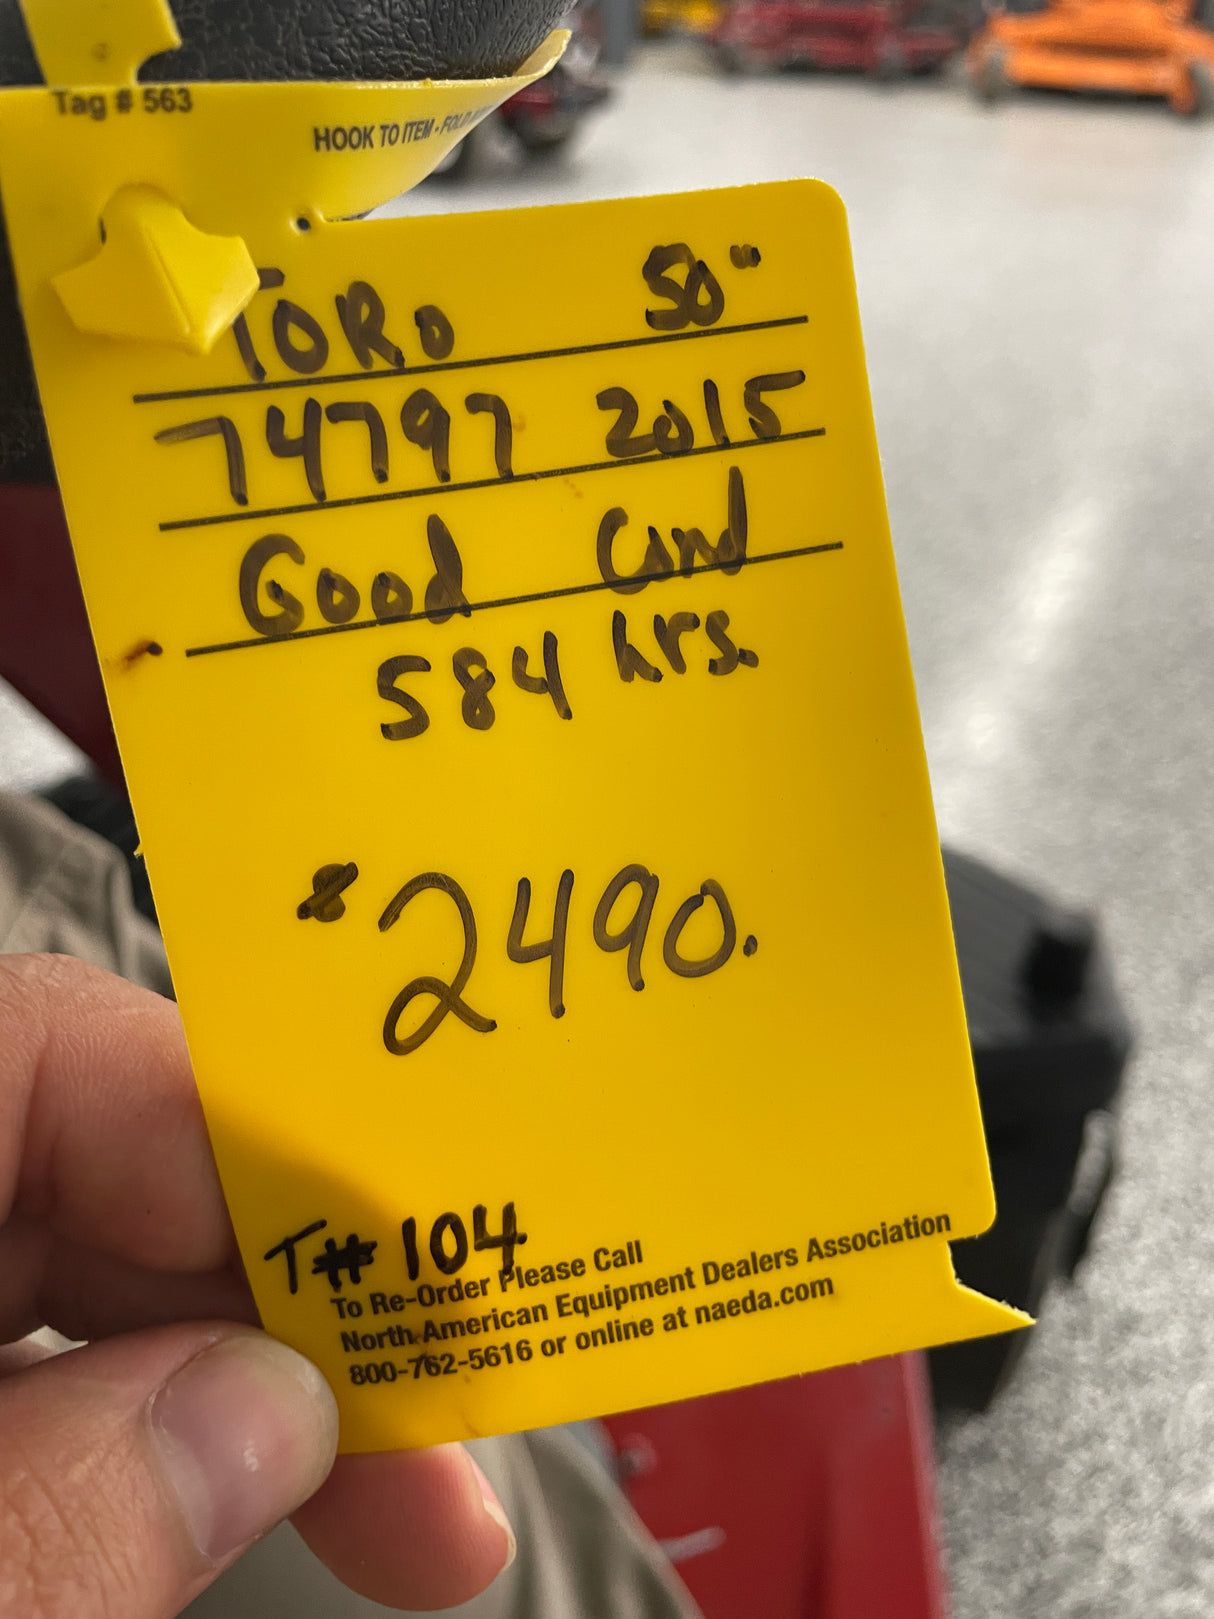 Tag # 563
HOOK TO ITEM - FOLD
TORO 50"
74797 2015
Good Cond
584 hrs.
$2490.
T# 104
To Re-Order Please Call
North American Equipment Dealers Association
800-762-5616 or online at naeda.com